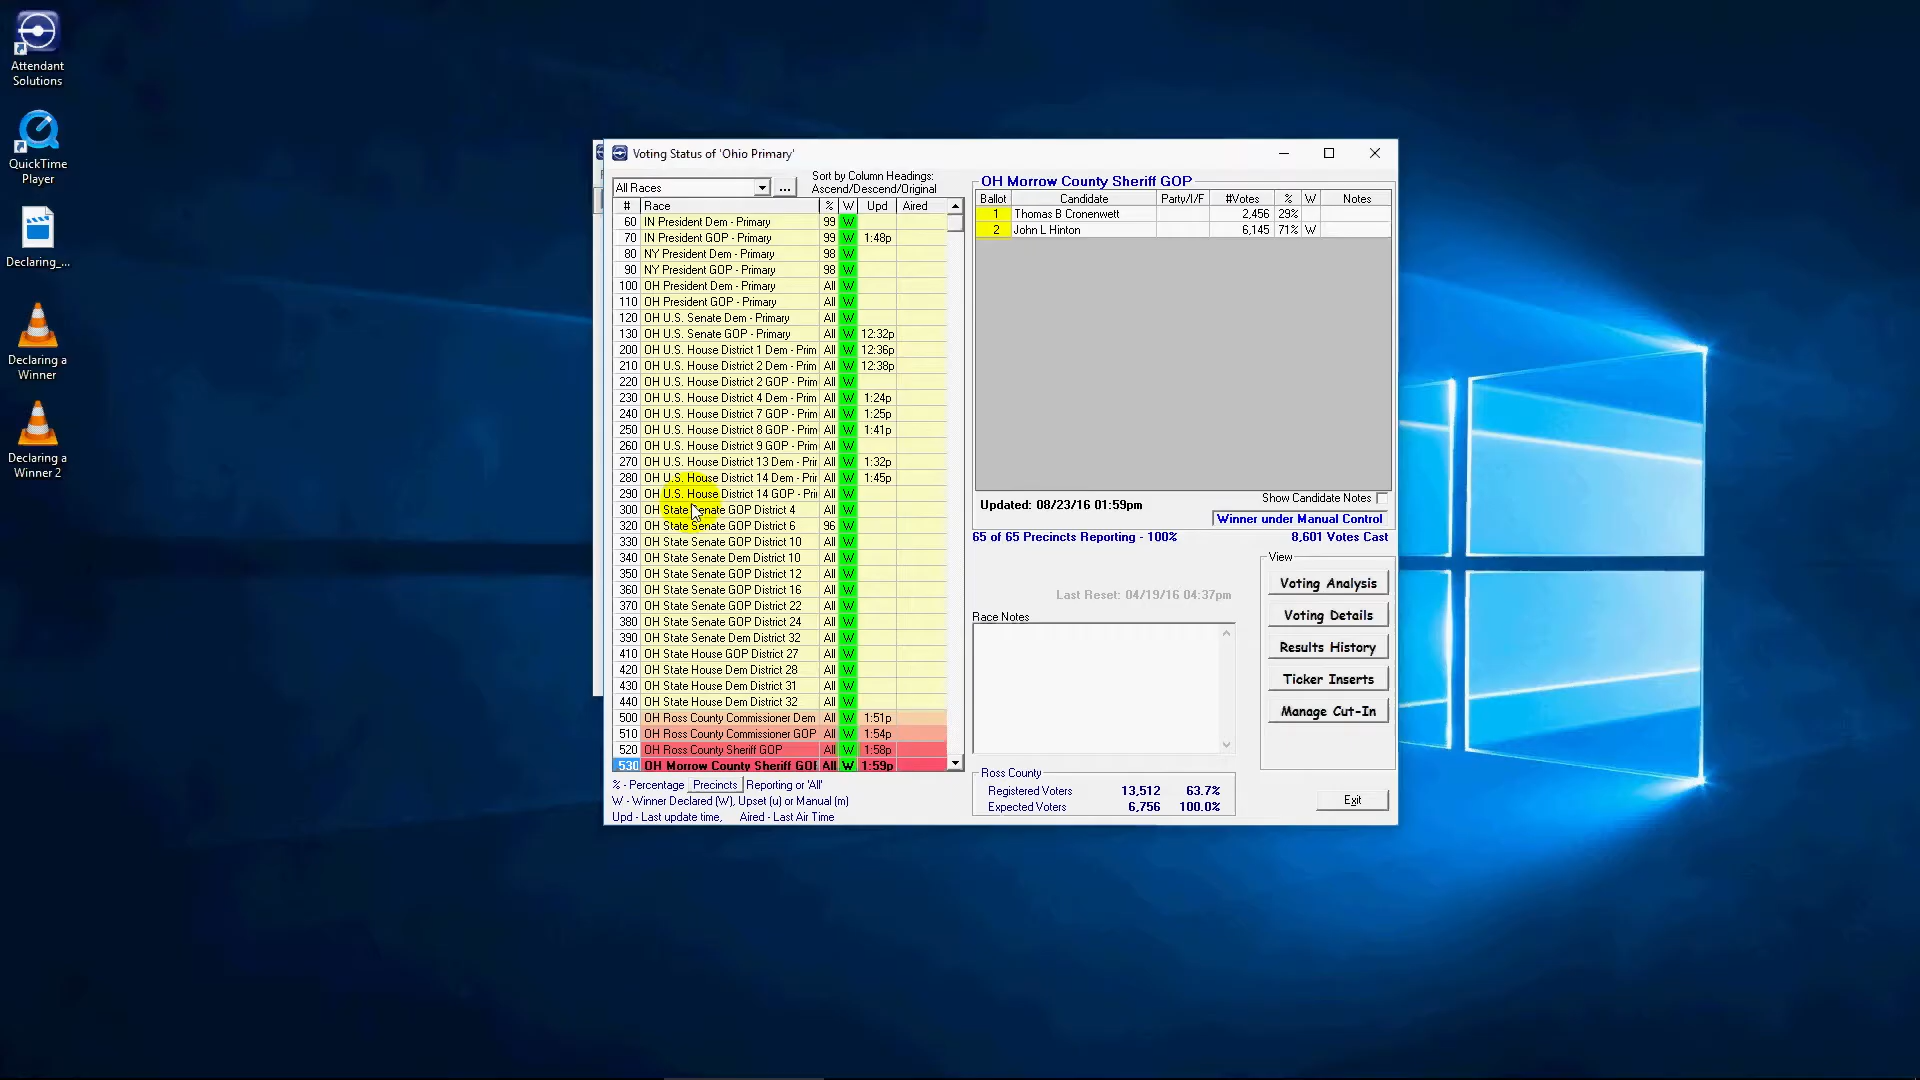 Attendant
Solutions
QuickTime
Player
Declaring_...
Declaring a
Winner
Declaring a
Winner 2
Voting Status of 'Ohio Primary'
All Races
...
Sort by Column Headings:
Ascend/Descend/Original
# Race % W Upd Aired
60 IN President Dem - Primary 99 W
70 IN President GOP - Primary 99 W 1:48p
80 NY President Dem - Primary 98 W
90 NY President GOP - Primary 98 W
100 OH President Dem - Primary All W
110 OH President GOP - Primary All W
120 OH U.S. Senate Dem - Primary All W
130 OH U.S. Senate GOP - Primary All W 12:32p
200 OH U.S. House District 1 Dem - Prim All W 12:36p
210 OH U.S. House District 2 Dem - Prim All W 12:38p
220 OH U.S. House District 2 GOP - Prim All W
230 OH U.S. House District 4 Dem - Prim All W 1:24p
240 OH U.S. House District 7 GOP - Prim All W 1:25p
250 OH U.S. House District 8 GOP - Prim All W 1:41p
260 OH U.S. House District 9 GOP - Prim All W
270 OH U.S. House District 13 Dem - Pri All W 1:32p
280 OH U.S. House District 14 Dem - Pri All W 1:45p
290 OH U.S. House District 14 GOP - Pri All W
300 OH State Senate GOP District 4 All W
320 OH State Senate GOP District 6 96 W
330 OH State Senate GOP District 10 All W
340 OH State Senate Dem District 10 All W
350 OH State Senate GOP District 12 All W
360 OH State Senate GOP District 16 All W
370 OH State Senate GOP District 22 All W
380 OH State Senate GOP District 24 All W
390 OH State Senate Dem District 32 All W
410 OH State House GOP District 27 All W
420 OH State House Dem District 28 All W
430 OH State House Dem District 31 All W
440 OH State House Dem District 32 All W
500 OH Ross County Commissioner Dem All W 1:51p
510 OH Ross County Commissioner GOP All W 1:54p
520 OH Ross County Sheriff GOP All W 1:58p
530 OH Morrow County Sheriff GOP All W 1:59p
% - Percentage Precincts Reporting or 'All'
W - Winner Declared (W), Upset (u) or Manual (m)
Upd - Last update time, Aired - Last Air Time
OH Morrow County Sheriff GOP
Ballot Candidate Party/I/F #Votes % W Notes
1 Thomas B Cronenwett 2,456 29%
2 John L Hinton 6,145 71% W
Show Candidate Notes
Updated: 08/23/16 01:59pm
Winner under Manual Control
65 of 65 Precincts Reporting - 100% 8,601 Votes Cast
Last Reset: 04/19/16 04:37pm
Race Notes
Ross County
Registered Voters 13,512 63.7%
Expected Voters 6,756 100.0%
View
Voting Analysis
Voting Details
Results History
Ticker Inserts
Manage Cut-In
Exit